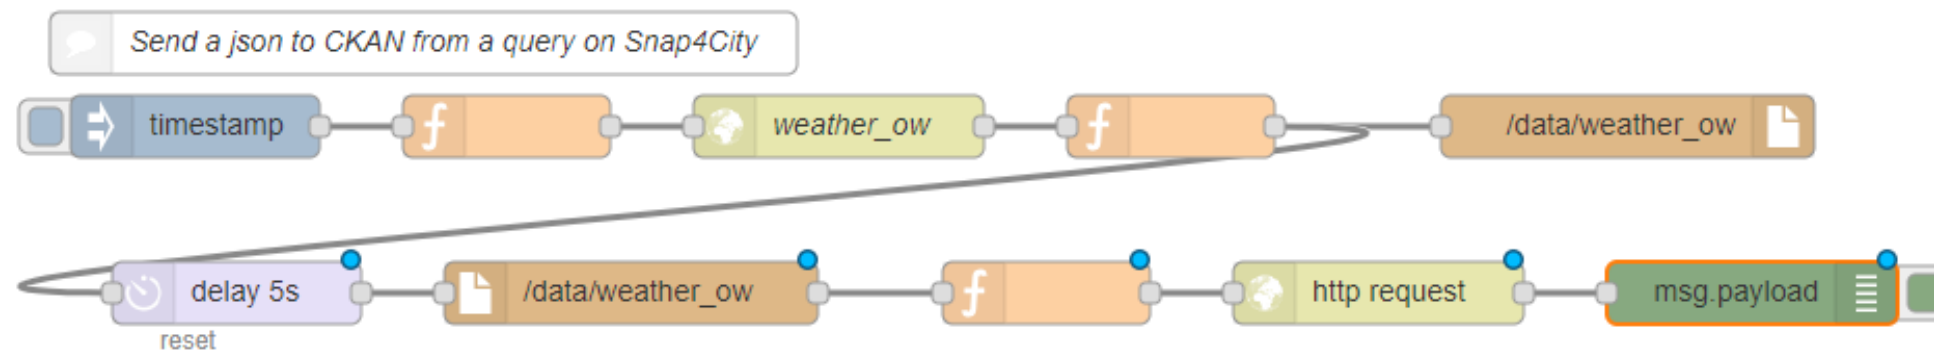 Send a json to CKAN from a query on Snap4City
timestamp
weather_ow
/data/weather_ow
delay 5s
/data/weather_ow
http request
msg.payload
reset